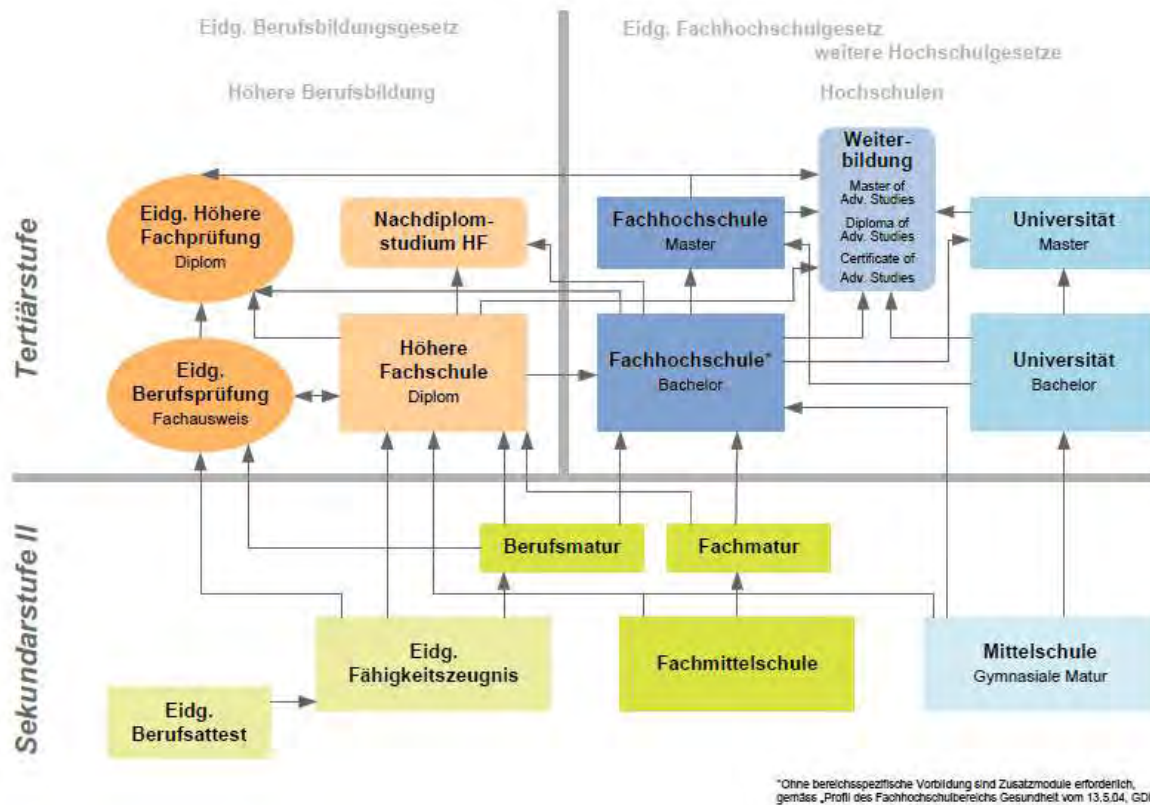 Eidg. Berufsbildungsgesetz
Eidg. Fachhochschulgesetz
weitere Hochschulgesetze
Höhere Berufsbildung
Hochschulen
Tertiärstufe
Eidg. Höhere
Fachprüfung
Diplom
Nachdiplom-
studium HF
Fachhochschule
Master
Weiter-
bildung
Master of
Adv. Studies
Diploma of
Adv. Studies
Certificate of
Adv. Studies
Universität
Master
Eidg.
Berufsprüfung
Fachausweis
Höhere
Fachschule
Diplom
Fachhochschule*
Bachelor
Universität
Bachelor
Sekundarstufe II
Berufsmatur
Fachmatur
Eidg.
Fähigkeitszeugnis
Fachmittelschule
Mittelschule
Gymnasiale Matur
Eidg.
Berufsattest
*Ohne bereichsspezifische Vorbildung sind Zusatzmodule erforderlich,
gemäss „Profil des Fachhochschulbereichs Gesundheit vom 13.5.04, GD